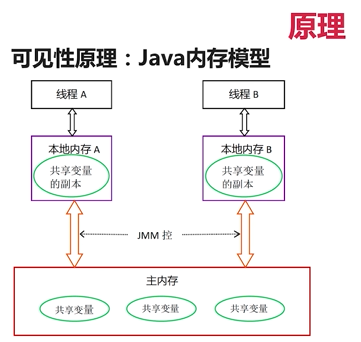 原理
可见性原理：Java内存模型
线程 A
线程 B
本地内存 A
本地内存 B
共享变量
的副本
共享变量
的副本
JMM 控
主内存
共享变量
共享变量
共享变量